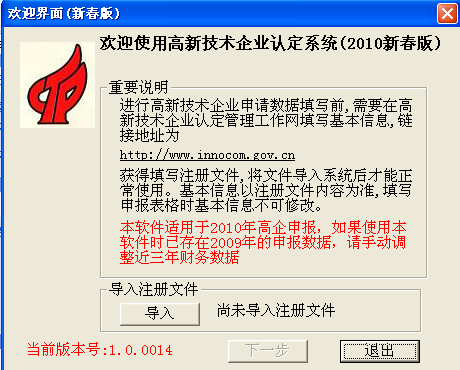 欢迎界面(新春版)
欢迎使用高新技术企业认定系统(2010新春版)
重要说明
进行高新技术企业申请数据填写前,需要在高
新技术企业认定管理工作网填写基本信息,链
接地址为
http://www.innocom.gov.cn
获得填写注册文件,将文件导入系统后才能正
常使用。基本信息以注册文件内容为准,填写
申报表格时基本信息不可修改。
本软件适用于2010年高企申报，如果使用本
软件时已存在2009年的申报数据，请手动调
整近三年财务数据
导入注册文件
导入
尚未导入注册文件
当前版本号:1.0.0014
下一步
退出